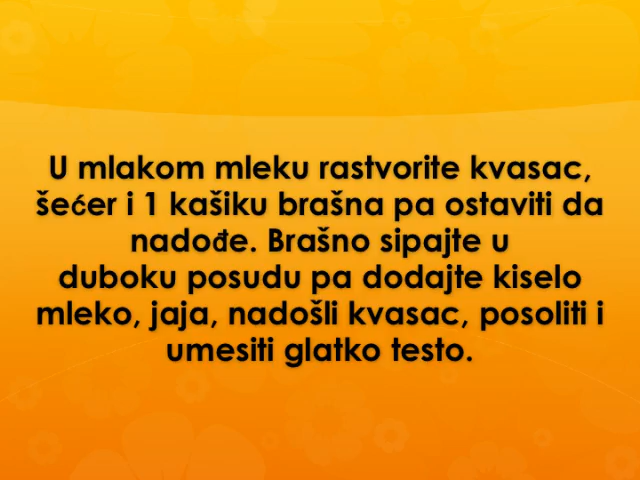 U mlakom mleku rastvorite kvasac,
šećer i 1 kašiku brašna pa ostaviti da
nadođe. Brašno sipajte u
duboku posudu pa dodajte kiselo
mleko, jaja, nadošli kvasac, posoliti i
umesiti glatko testo.